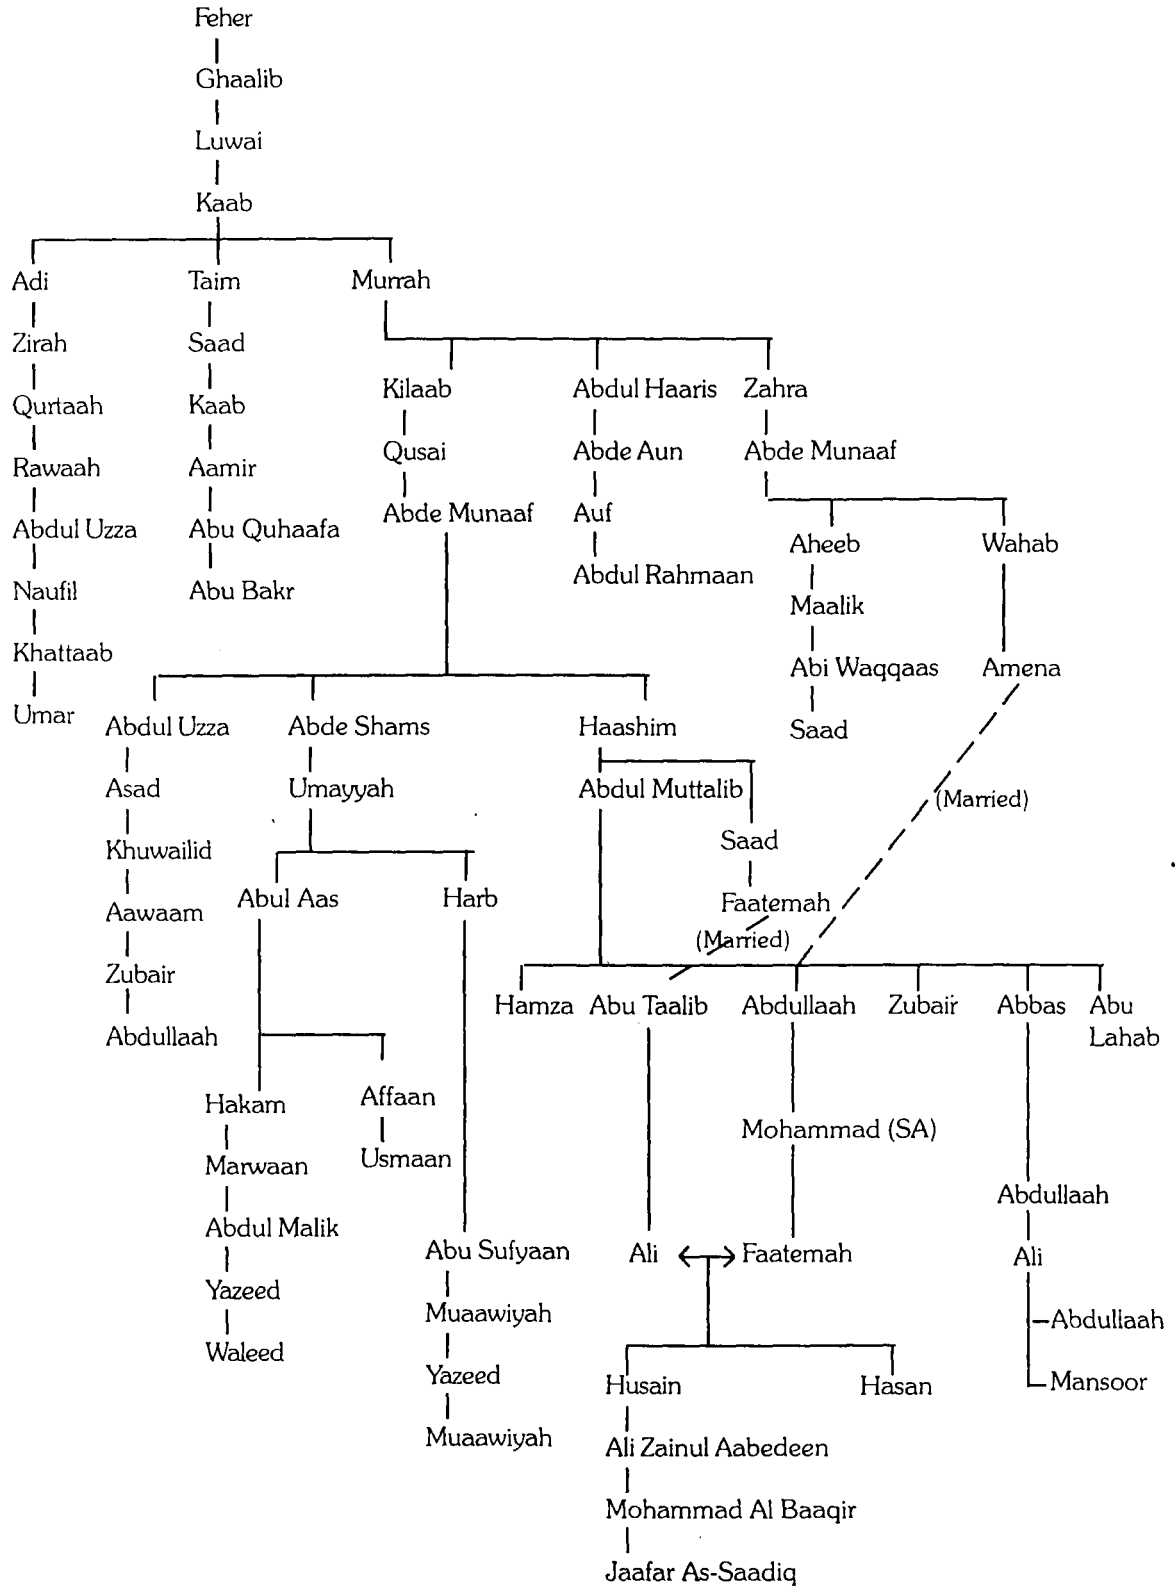 Feher
Ghaalib
Luwai
Kaab
Adi Taim Murrah
Zirah Saad
Kilaab Abdul Haaris Zahra
Qurtaah Kaab
Qusai Abde Aun Abde Munaaf
Rawaah Aamir
Abde Munaaf Auf
Abdul Uzza Abu Quhaafa
Aheeb Wahab
Abdul Rahmaan
Naufil Abu Bakr
Maalik
Khattaab
Abi Waqqaas Amena
Umar
Abdul Uzza Abde Shams Haashim Saad
Asad Umayyah Abdul Muttalib
(Married)
Saad
Khuwailid
Abul Aas Harb Faatemah
Aawaam
(Married)
Zubair
Hamza Abu Taalib Abdullaah Zubair Abbas Abu
Lahab
Abdullaah
Affaan
Hakam
Mohammad (SA)
Usmaan
Marwaan
Abdullaah
Abdul Malik
Abu Sufyaan Ali Faatemah Ali
Yazeed
Muaawiyah Abdullaah
Waleed
Yazeed Husain Hasan Mansoor
Muaawiyah Ali Zainul Aabedeen
Mohammad Al Baaqir
Jaafar As-Saadiq